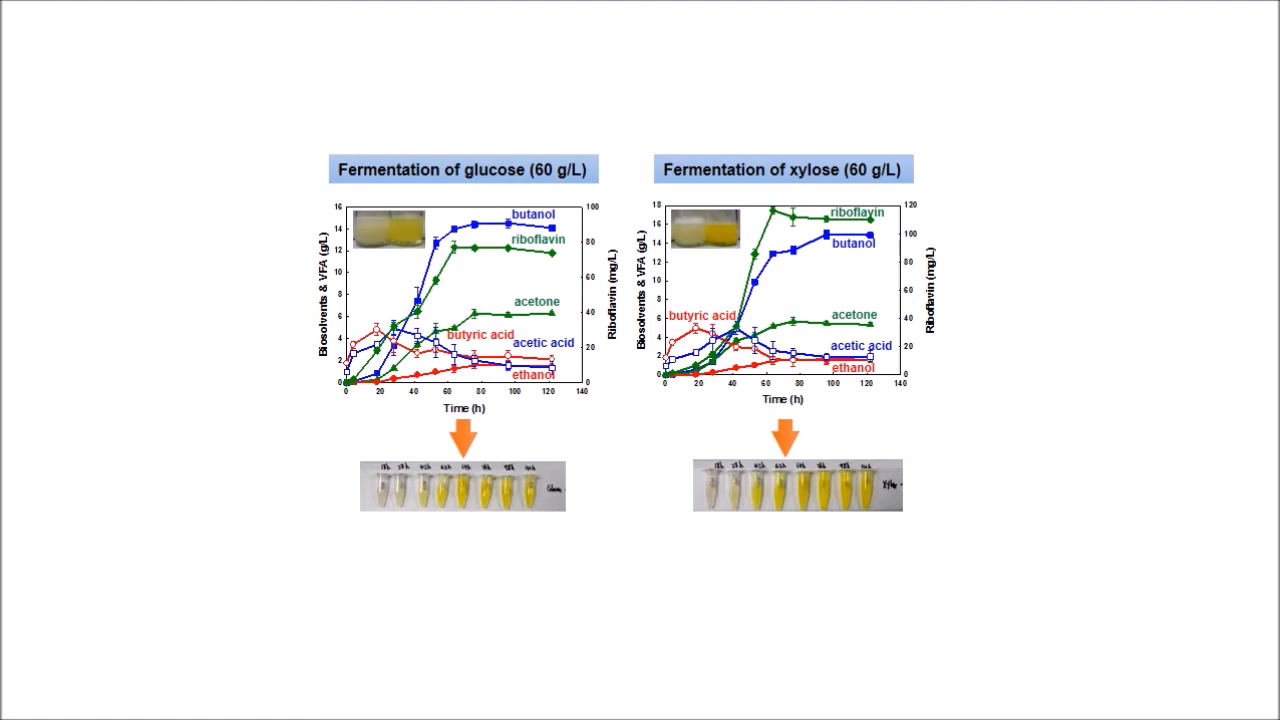 Fermentation of glucose (60 g/L)
16
14
12
10
8
6
4
2
0
Biosolvents & VFA (g/L)
butanol
riboflavin
acetone
butyric acid
acetic acid
ethanol
100
80
60
40
20
0
Riboflavin (mg/L)
0 20 40 60 80 100 120 140
Time (h)
Fermentation of xylose (60 g/L)
18
16
14
12
10
8
6
4
2
0
Biosolvents & VFA (g/L)
riboflavin
butanol
butyric acid
acetone
acetic acid
ethanol
120
100
80
60
40
20
0
Riboflavin (mg/L)
0 20 40 60 80 100 120 140
Time (h)